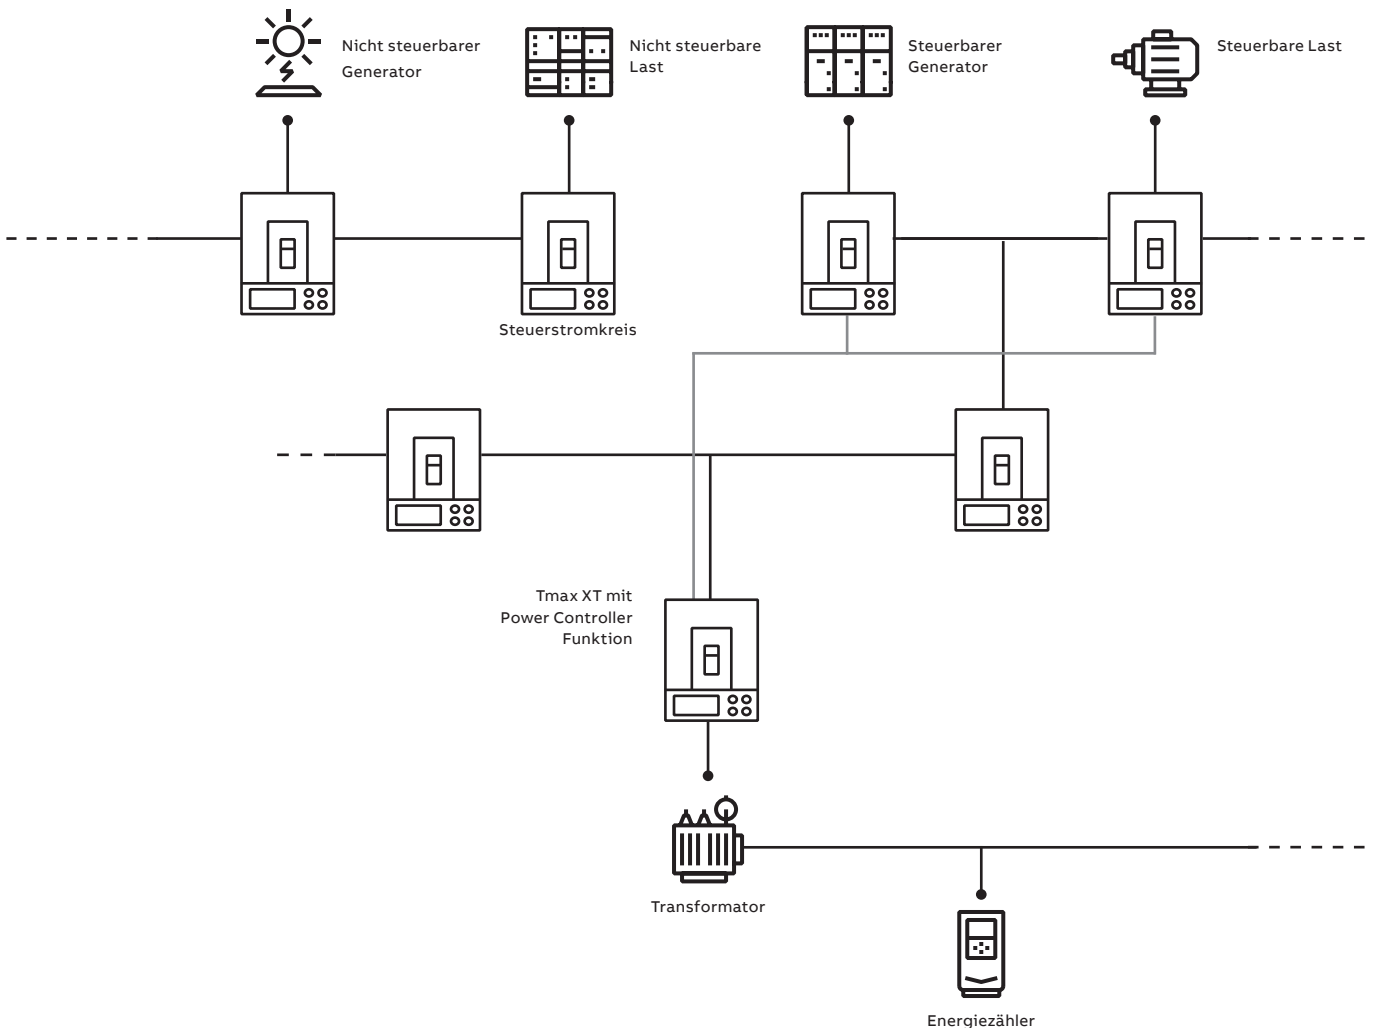 Nicht steuerbarer
Generator
Nicht steuerbare
Last
Steuerbarer
Generator
Steuerbare Last
Steuerstromkreis
Tmax XT mit
Power Controller
Funktion
Transformator
Energiezähler